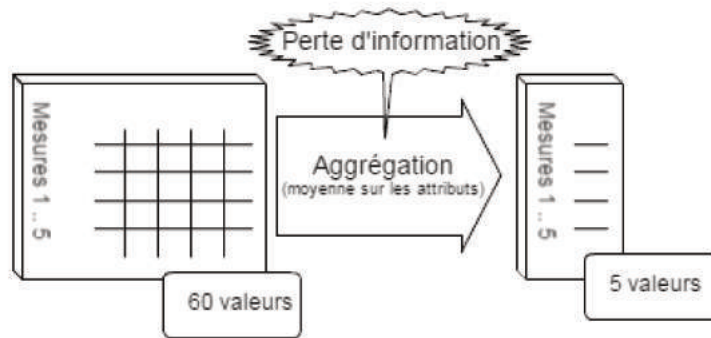 Perte d'information
Mesures 1 .. 5
Aggrégation
(moyenne sur les attributs)
Mesures 1 .. 5
60 valeurs
5 valeurs